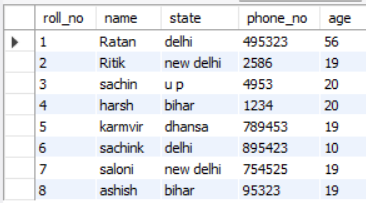 roll_no name state phone_no age
1 Ratan delhi 495323 56
2 Ritik new delhi 2586 19
3 sachin u p 4953 20
4 harsh bihar 1234 20
5 karmvir dhansa 789453 19
6 sachink delhi 895423 10
7 saloni new delhi 754525 19
8 ashish bihar 95323 19